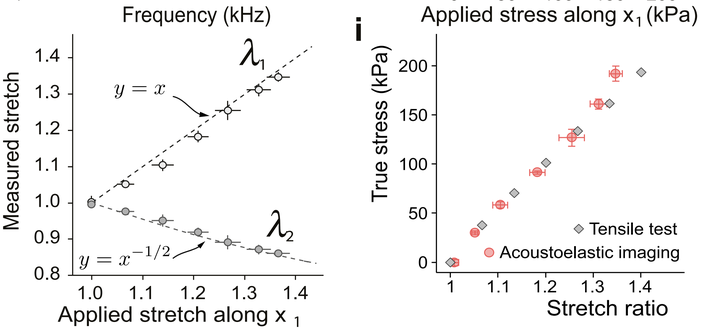 Frequency (kHz)
Applied stress along x1 (kPa)
i
Measured stretch
1.4
1.3
1.2
1.1
1.0
0.9
0.8
λ1
y = x
λ2
y = x−1/2
1.0 1.1 1.2 1.3 1.4
Applied stretch along x 1
True stress (kPa)
200
150
100
50
0
Tensile test
Acoustoelastic imaging
1 1.1 1.2 1.3 1.4
Stretch ratio